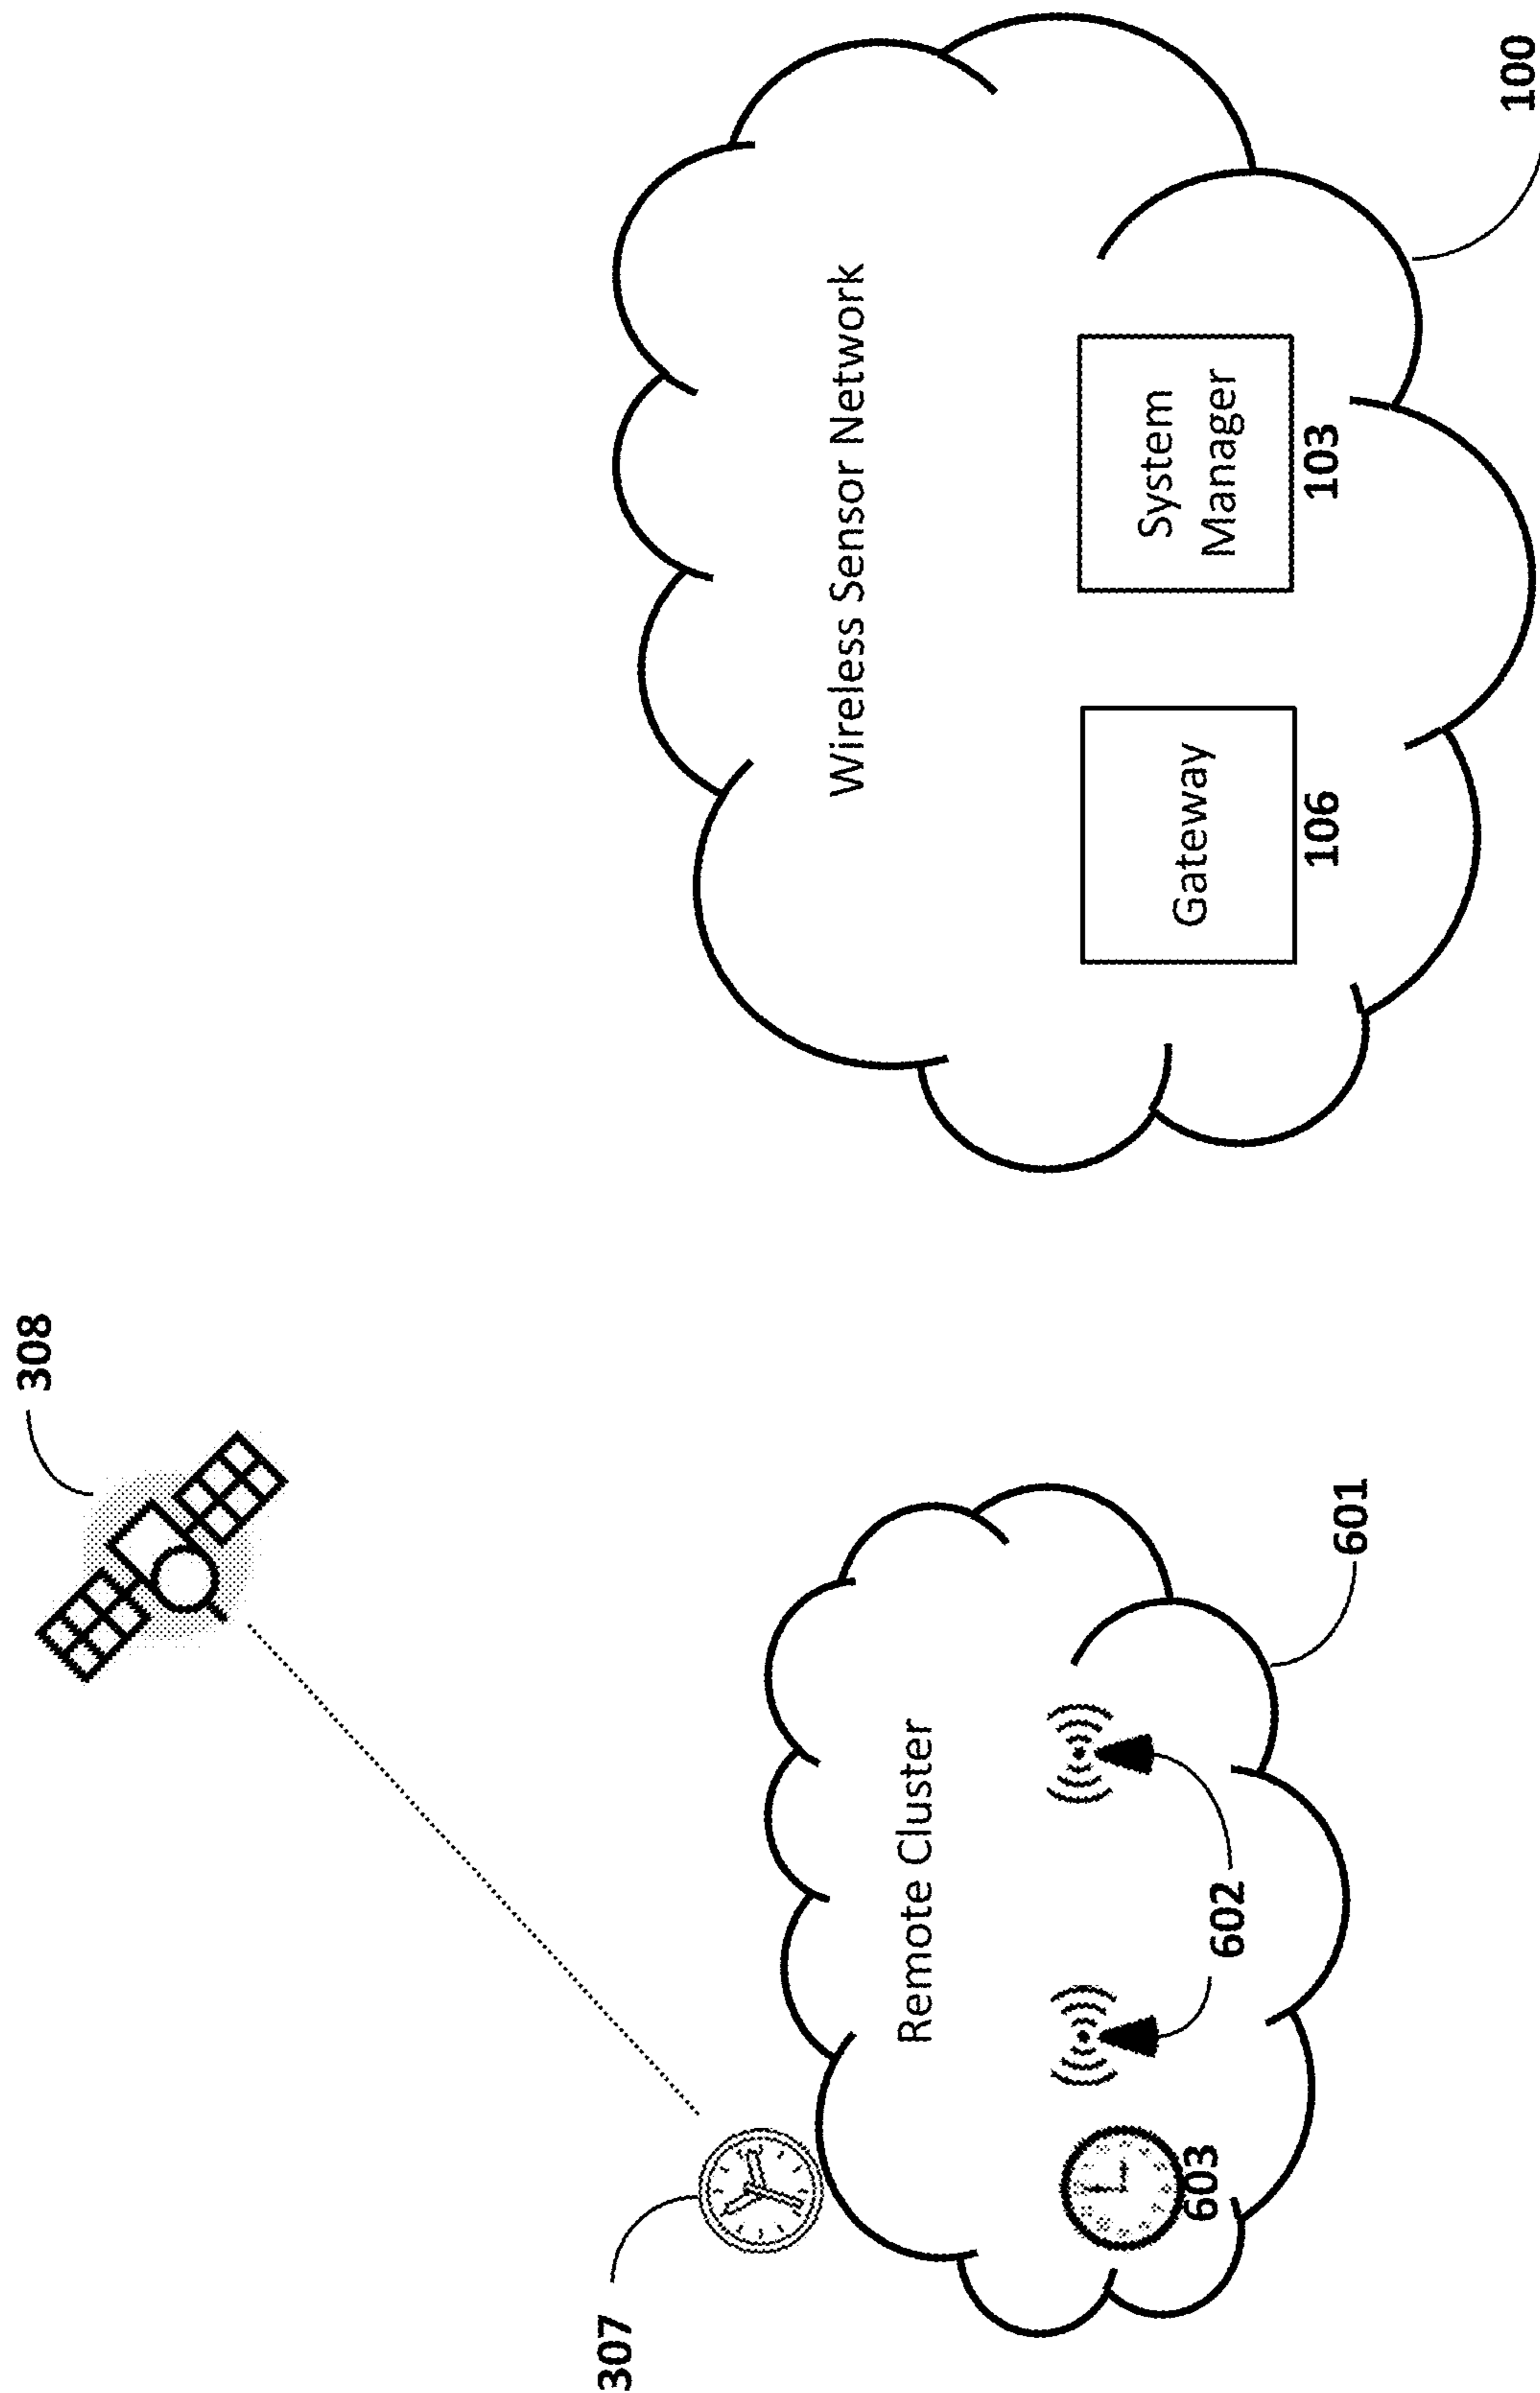 308
307
Remote Cluster
602
603
601
Wireless Sensor Network
Gateway
106
System
Manager
103
100